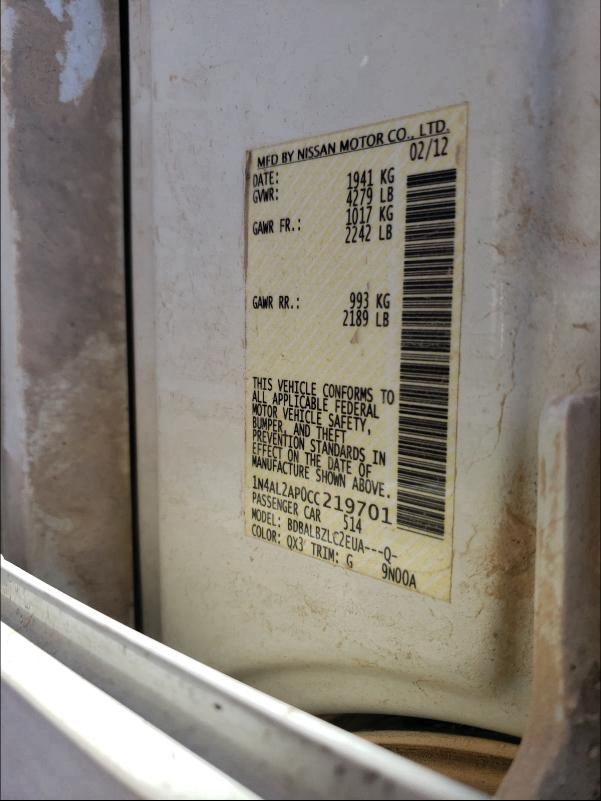 MFD BY NISSAN MOTOR CO., LTD.
DATE: 02/12
GVWR: 1941 KG
4279 LB
GAWR FR.: 1017 KG
2242 LB
GAWR RR.: 993 KG
2189 LB
THIS VEHICLE CONFORMS TO
ALL APPLICABLE FEDERAL
MOTOR VEHICLE SAFETY,
BUMPER, AND THEFT
PREVENTION STANDARDS IN
EFFECT ON THE DATE OF
MANUFACTURE SHOWN ABOVE.
1N4AL2AP0CC219701
PASSENGER CAR 514
MODEL: BDBALBZLC2EUA---Q-
COLOR: QX3 TRIM: G 9N00A